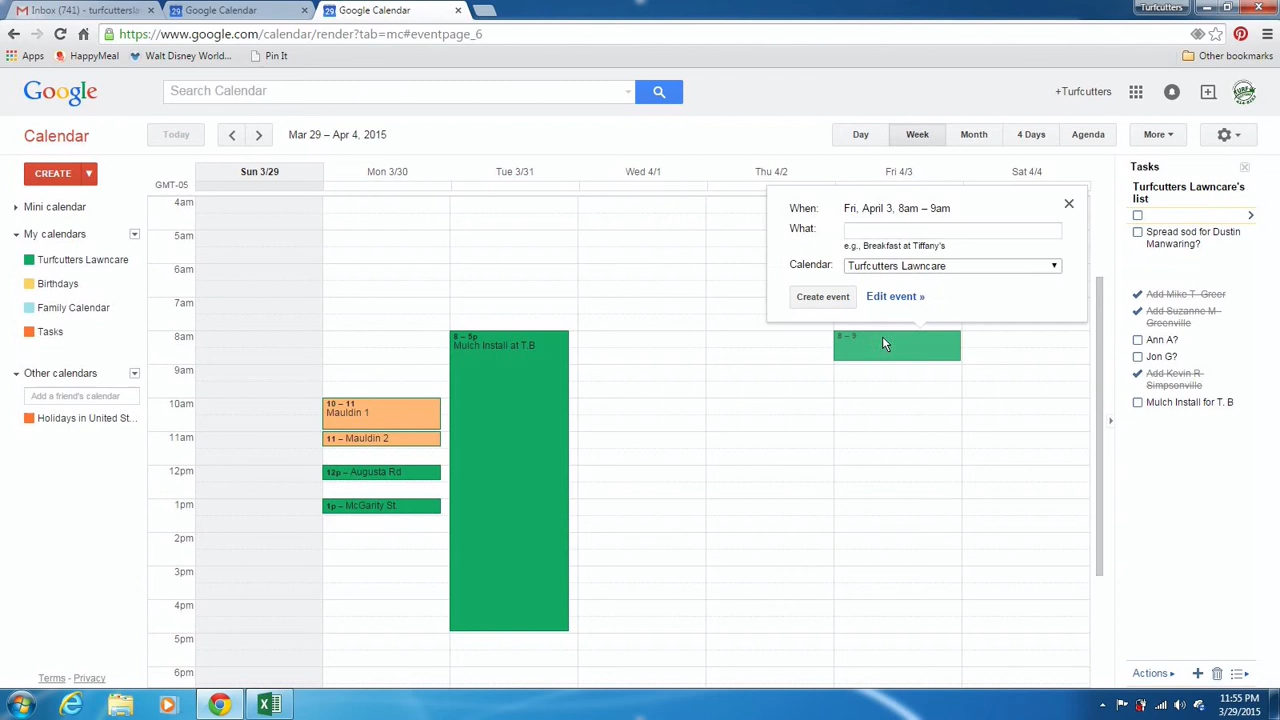 Inbox (741) - turfcuttersla
Google Calendar
Google Calendar
Turfcutters
https://www.google.com/calendar/render?tab=mc#eventpage_6
Apps HappyMeal Walt Disney World... Pin It Other bookmarks
Google Search Calendar +Turfcutters
Calendar Today Mar 29 – Apr 4, 2015 Day Week Month 4 Days Agenda More
CREATE
Mini calendar
My calendars
Turfcutters Lawncare
Birthdays
Family Calendar
Tasks
Other calendars
Add a friend's calendar
Holidays in United St...
Terms - Privacy
GMT-05
Sun 3/29 Mon 3/30 Tue 3/31 Wed 4/1 Thu 4/2 Fri 4/3 Sat 4/4
4am
5am
6am
7am
8am
9am
10am
11am
12pm
1pm
2pm
3pm
4pm
5pm
6pm
10 – 11
Mauldin 1
11 – Mauldin 2
12p – Augusta Rd
1p – McGarity St.
8 – 5p
Mulch Install at T.B
When: Fri, April 3, 8am – 9am
What:
e.g., Breakfast at Tiffany's
Calendar: Turfcutters Lawncare
Create event Edit event »
8 – 9
Tasks
Turfcutters Lawncare's
list
Spread sod for Dustin
Manwaring?
Add Mike T- Greer
Add Suzanne M-
Greenville
Ann A?
Jon G?
Add Kevin R-
Simpsonville
Mulch Install for T. B
Actions
11:55 PM
3/29/2015